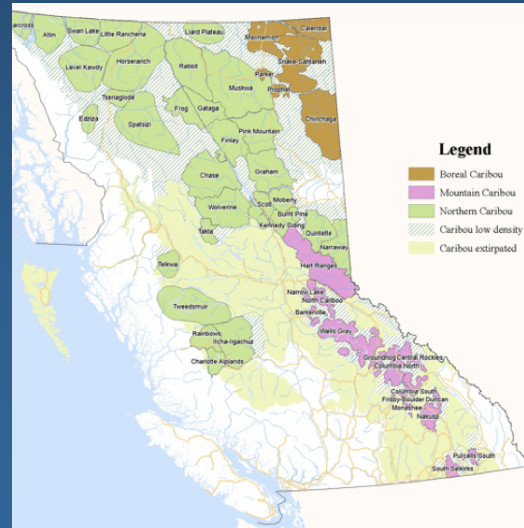 arcross
Atlin
Swan Lake
Little Rancheria
Liard Plateau
Maxhamish
Calendar
Snake-Sahtaneh
Level Kawdy
Horseranch
Rabbit
Parker
Prophet
Muskwa
Tsenaglode
Frog
Gataga
Chinchaga
Edziza
Spatsizi
Pink Mountain
Finlay
Chase
Graham
Wolverine
Scott
Moberly
Burnt Pine
Takla
Kennedy Siding
Quintette
Narraway
Hart Ranges
Telkwa
Tweedsmuir
Narrow Lake
North Cariboo
Barkerville
Rainbows
Itcha-Ilgachuz
Wells Gray
Charlotte Alplands
Groundhog
Central Rockies
Columbia North
Columbia South
Frisby-Boulder
Duncan
Monashee
Nakusp
Purcells South
South Selkirks
Legend
Boreal Caribou
Mountain Caribou
Northern Caribou
Caribou low density
Caribou extirpated